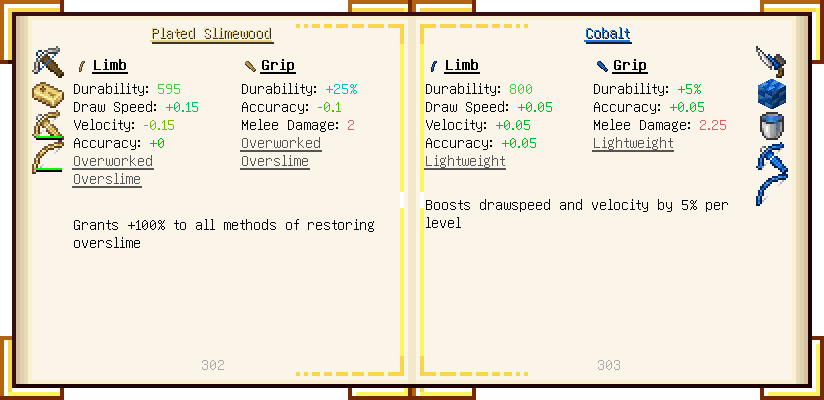 Plated Slimewood
Limb
Durability: 595
Draw Speed: +0.15
Velocity: -0.15
Accuracy: +0
Overworked
Overslime
Grip
Durability: +25%
Accuracy: -0.1
Melee Damage: 2
Overworked
Overslime
Grants +100% to all methods of restoring
overslime
302
Cobalt
Limb
Durability: 800
Draw Speed: +0.05
Velocity: +0.05
Accuracy: +0.05
Lightweight
Grip
Durability: +5%
Accuracy: +0.05
Melee Damage: 2.25
Lightweight
Boosts drawspeed and velocity by 5% per
level
303